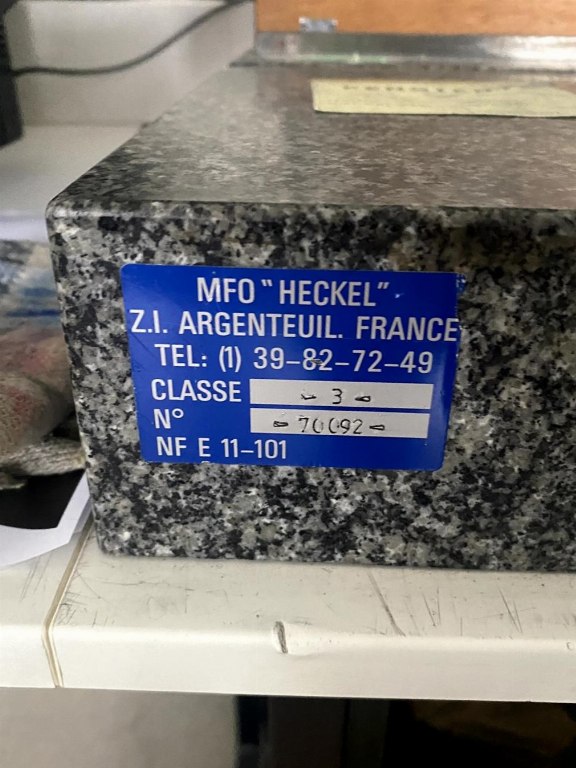 MFO "HECKEL"
Z.I. ARGENTEUIL. FRANCE
TEL: (1) 39-82-72-49
CLASSE - 3 -
N° - 70092 -
NF E 11-101